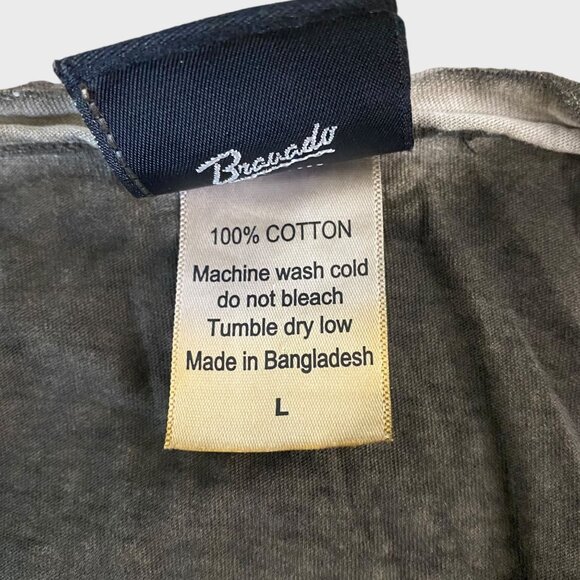 Bravado
100% COTTON
Machine wash cold
do not bleach
Tumble dry low
Made in Bangladesh
L